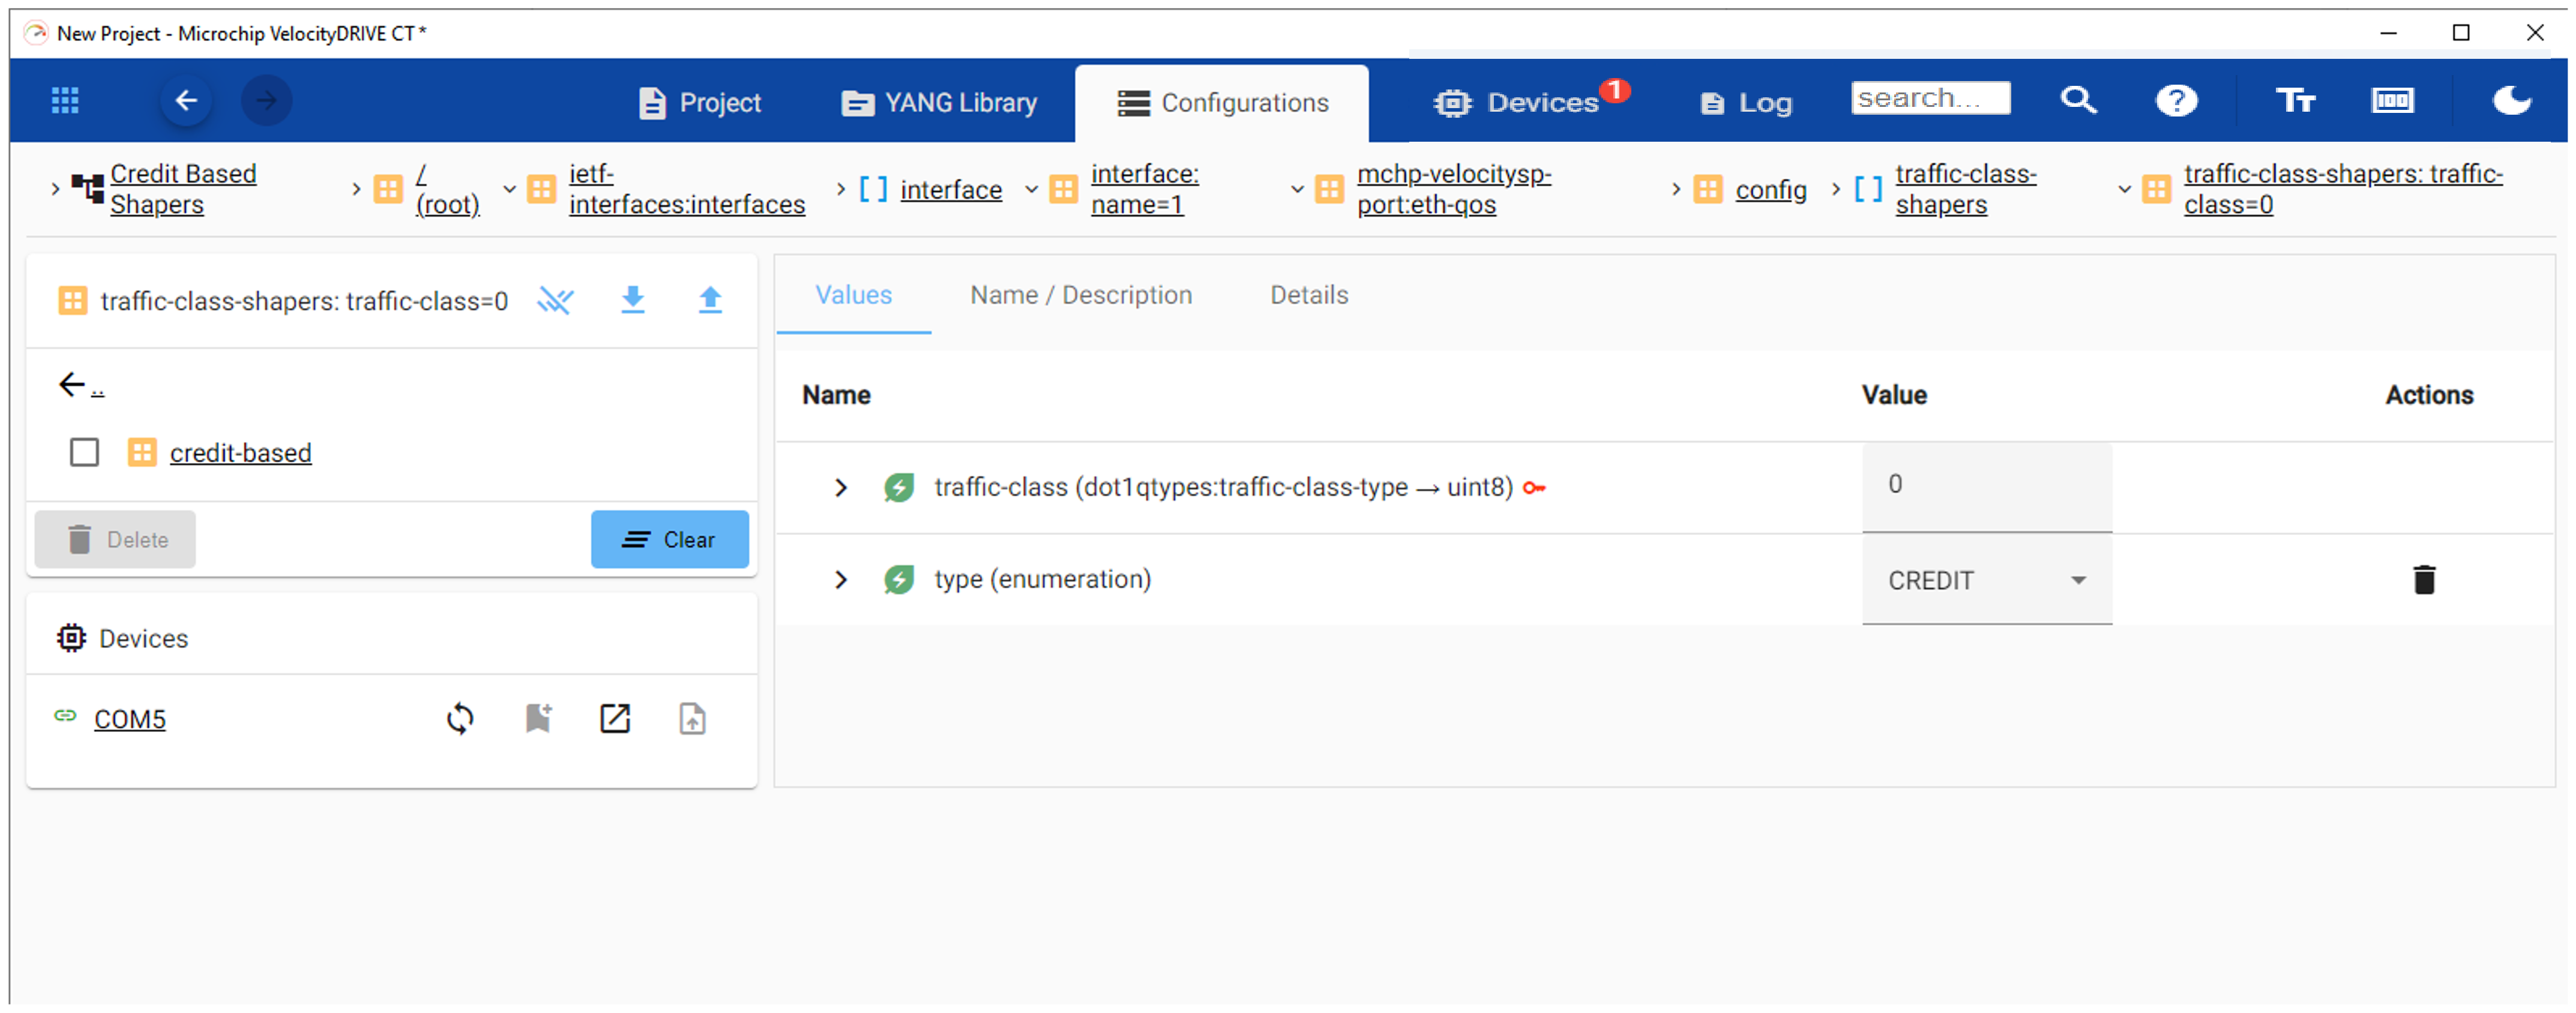 New Project - Microchip VelocityDRIVE CT *
Project
YANG Library
Configurations
Devices 1
Log
search...
Credit Based
Shapers
/
(root)
ietf-
interfaces:interfaces
[ ] interface
interface:
name=1
mchp-velocitysp-
port:eth-qos
config
[ ] traffic-class-
shapers
traffic-class-shapers: traffic-
class=0
traffic-class-shapers: traffic-class=0
..
credit-based
Delete
Clear
Devices
COM5
Values
Name / Description
Details
Name
Value
Actions
traffic-class (dot1qtypes:traffic-class-type → uint8)
0
type (enumeration)
CREDIT